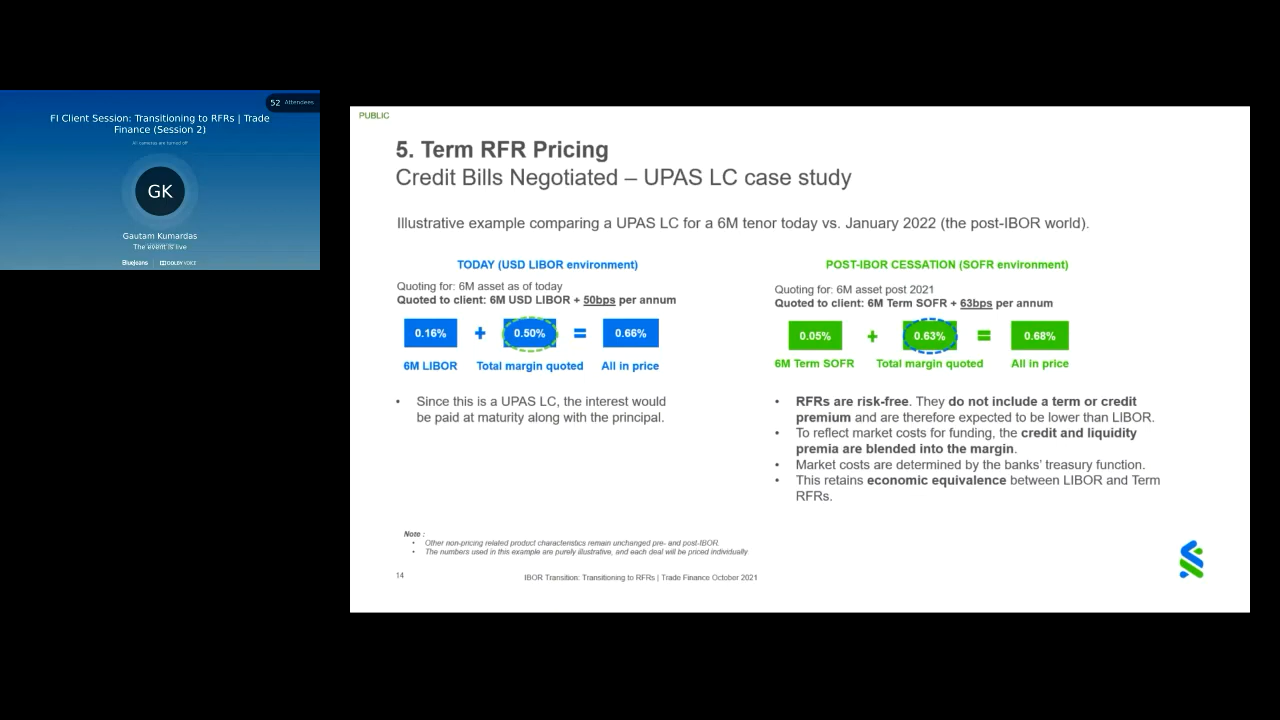 52 Attendees
FI Client Session: Transitioning to RFRs | Trade
Finance (Session 2)
All cameras are turned off
GK
Gautam Kumardas
The event is live
BlueJeans | DOLBY VOICE
PUBLIC
5. Term RFR Pricing
Credit Bills Negotiated – UPAS LC case study
Illustrative example comparing a UPAS LC for a 6M tenor today vs. January 2022 (the post-IBOR world).
TODAY (USD LIBOR environment)
Quoting for: 6M asset as of today
Quoted to client: 6M USD LIBOR + 50bps per annum
0.16% + 0.50% = 0.66%
6M LIBOR Total margin quoted All in price
• Since this is a UPAS LC, the interest would
be paid at maturity along with the principal.
POST-IBOR CESSATION (SOFR environment)
Quoting for: 6M asset post 2021
Quoted to client: 6M Term SOFR + 63bps per annum
0.05% + 0.63% = 0.68%
6M Term SOFR Total margin quoted All in price
• RFRs are risk-free. They do not include a term or credit
premium and are therefore expected to be lower than LIBOR.
• To reflect market costs for funding, the credit and liquidity
premia are blended into the margin.
• Market costs are determined by the banks' treasury function.
• This retains economic equivalence between LIBOR and Term
RFRs.
Note :
• Other non-pricing related product characteristics remain unchanged pre- and post-IBOR.
• The numbers used in this example are purely illustrative, and each deal will be priced individually
14
IBOR Transition: Transitioning to RFRs | Trade Finance October 2021